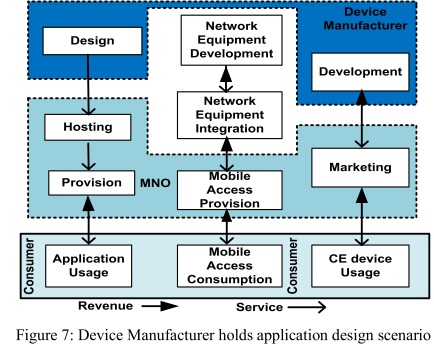 Device
Manufacturer
Design
Network
Equipment
Development
Development
Hosting
Network
Equipment
Integration
Provision
MNO
Mobile
Access
Provision
Marketing
Consumer
Application
Usage
Mobile
Access
Consumption
Consumer
CE device
Usage
Revenue
Service
Figure 7: Device Manufacturer holds application design scenario